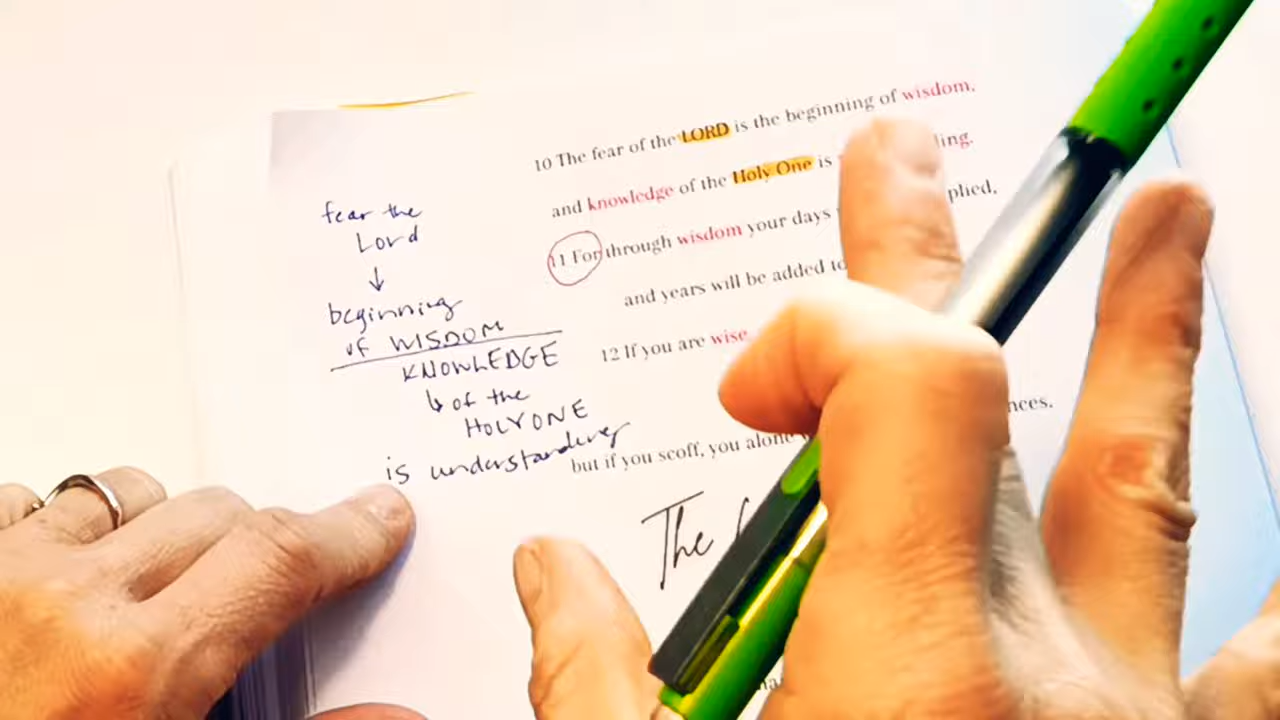 fear the
Lord
↓
beginning
of WISDOM
KNOWLEDGE
↳ of the
HOLY ONE
is understanding
10 The fear of the LORD is the beginning of wisdom,
and knowledge of the Holy One is
11 For through wisdom your days
and years will be added to
12 If you are wise
but if you scoff, you alone
The